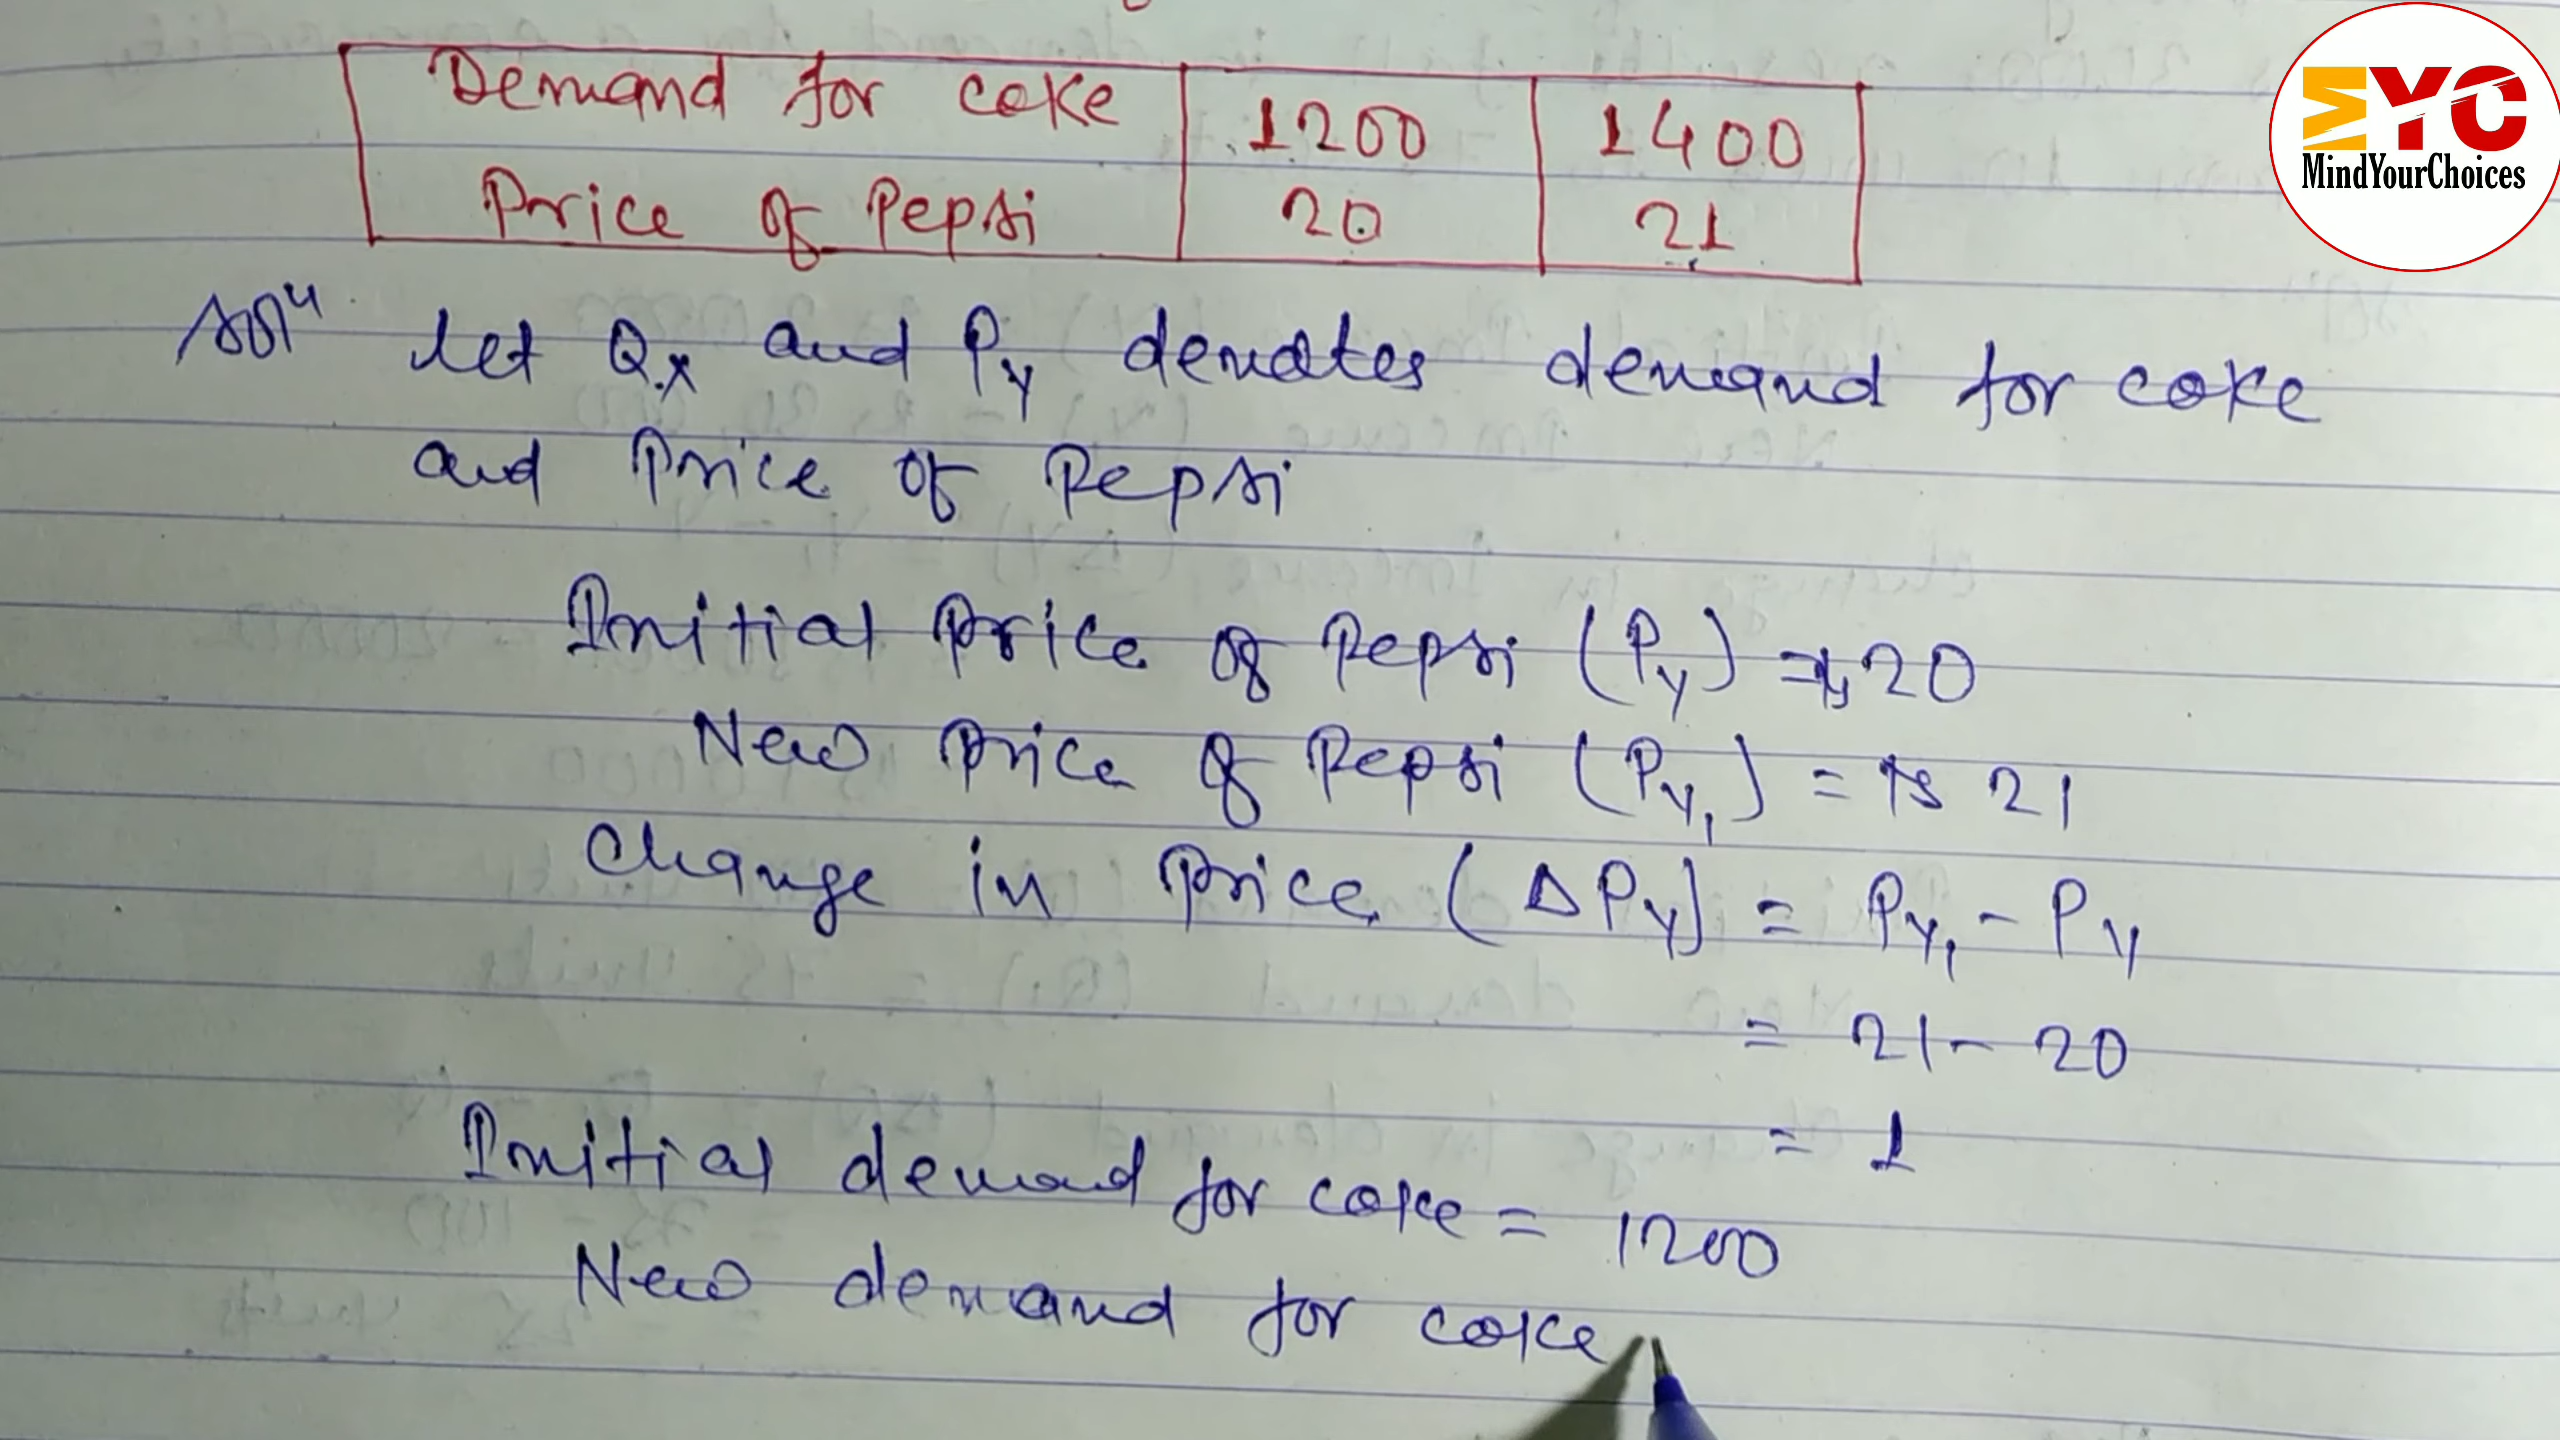 MYC
MindYourChoices
Demand for coke 1200 1400
Price of Pepsi 20 21
Solⁿ Let Qx and Py denotes demand for coke
and Price of Pepsi
Initial Price of Pepsi (Py) = Rs 20
New Price of Pepsi (Py₁) = Rs 21
Change in Price (ΔPy) = Py₁ - Py
= 21 - 20
= 1
Initial demand for coke = 1200
New demand for coke